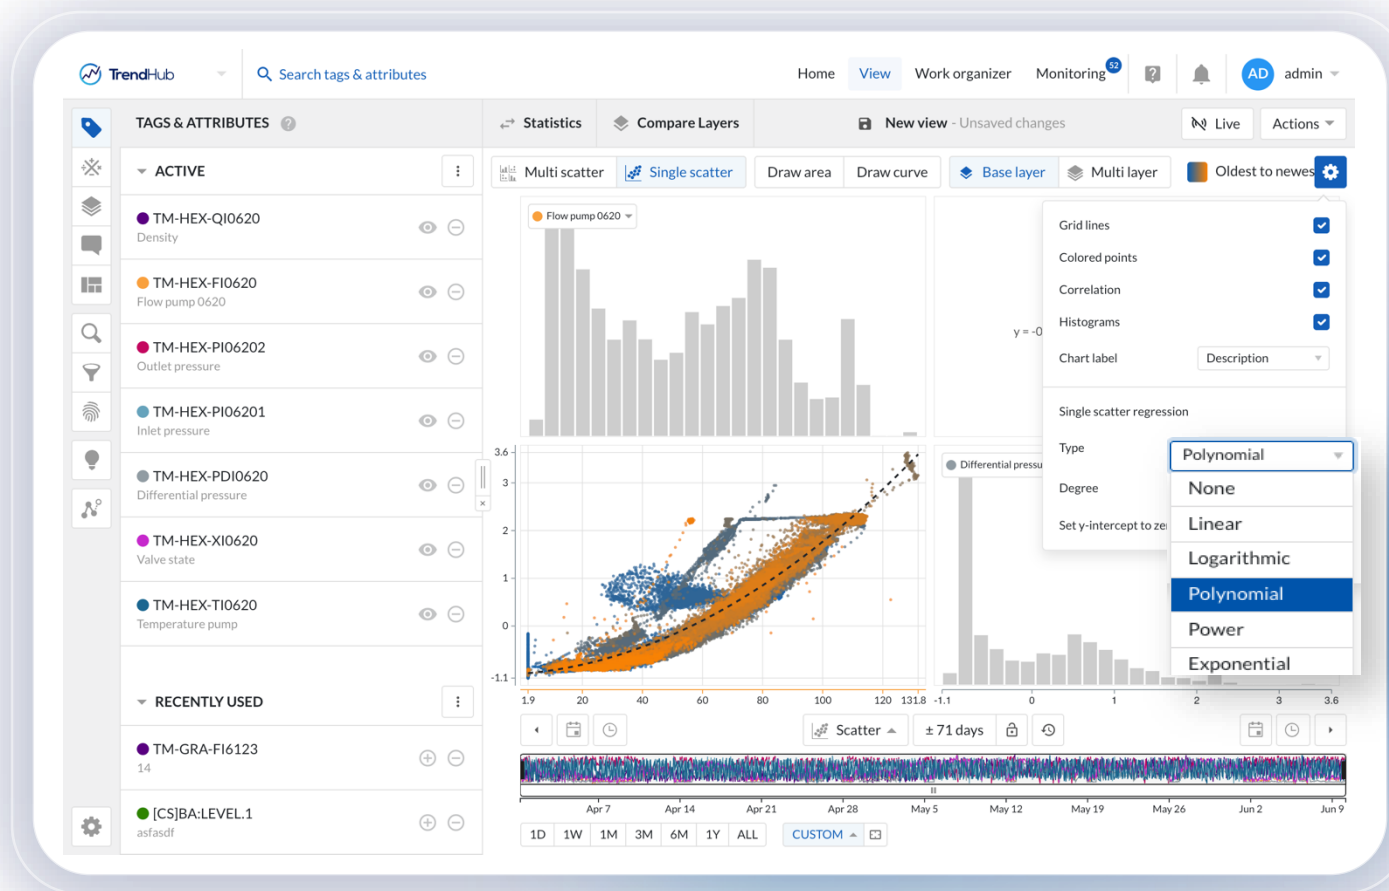 TrendHub
Search tags & attributes
Home View Work organizer Monitoring 52 AD admin
TAGS & ATTRIBUTES
Statistics Compare Layers New view - Unsaved changes Live Actions
ACTIVE
Multi scatter Single scatter Draw area Draw curve Base layer Multi layer Oldest to newes
TM-HEX-QI0620
Density
TM-HEX-FI0620
Flow pump 0620
TM-HEX-PI06202
Outlet pressure
TM-HEX-PI06201
Inlet pressure
TM-HEX-PDI0620
Differential pressure
TM-HEX-XI0620
Valve state
TM-HEX-TI0620
Temperature pump
RECENTLY USED
TM-GRA-FI6123
14
[CS]BA:LEVEL.1
asfasdf
Flow pump 0620
y = -0
Grid lines
Colored points
Correlation
Histograms
Chart label Description
Single scatter regression
Type Polynomial
Degree
Set y-intercept to ze
None
Linear
Logarithmic
Polynomial
Power
Exponential
3.6
3
2
1
0
-1.1
1.9 20 40 60 80 100 120 131.8
Differential pressu
-1.1 0 1 2 3 3.6
Scatter ± 71 days
Apr 7 Apr 14 Apr 21 Apr 28 May 5 May 12 May 19 May 26 Jun 2 Jun 9
1D 1W 1M 3M 6M 1Y ALL CUSTOM